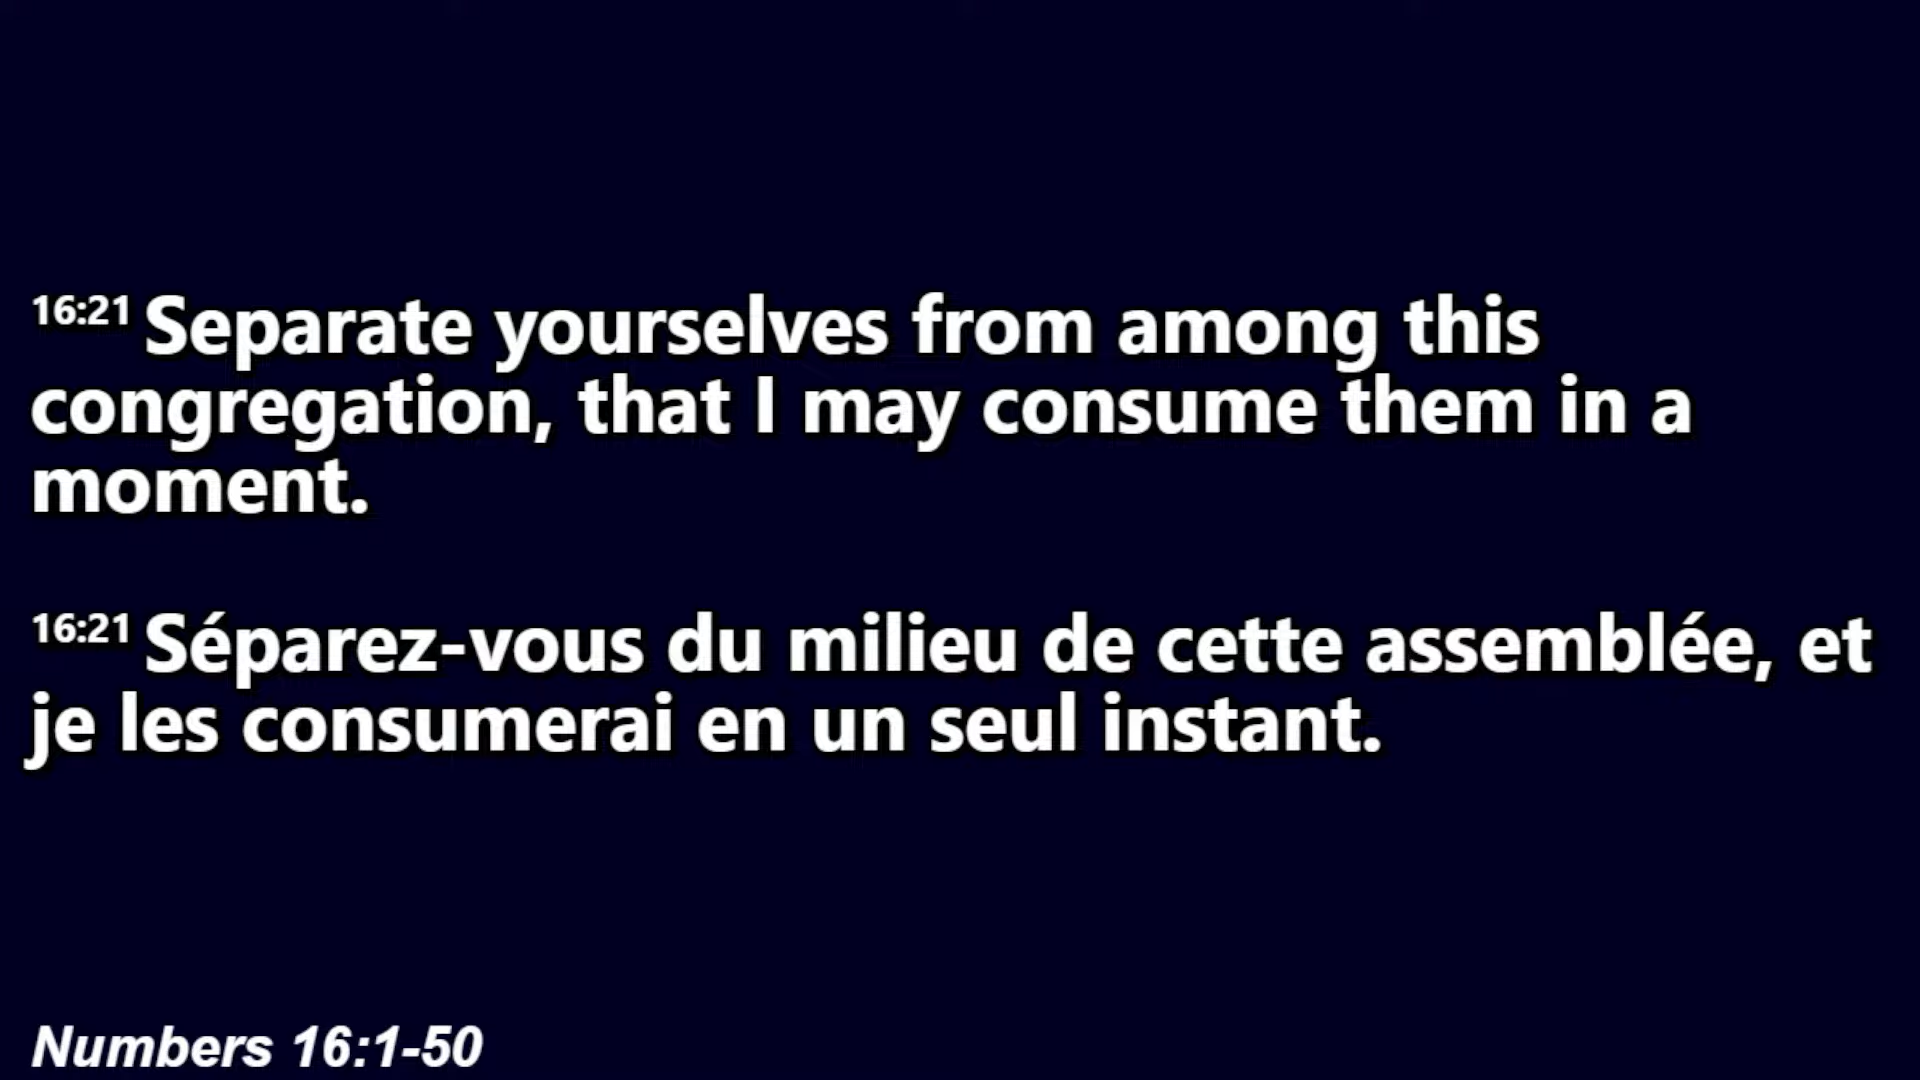 16:21 Separate yourselves from among this
congregation, that I may consume them in a
moment.
16:21 Séparez-vous du milieu de cette assemblée, et
je les consumerai en un seul instant.
Numbers 16:1-50